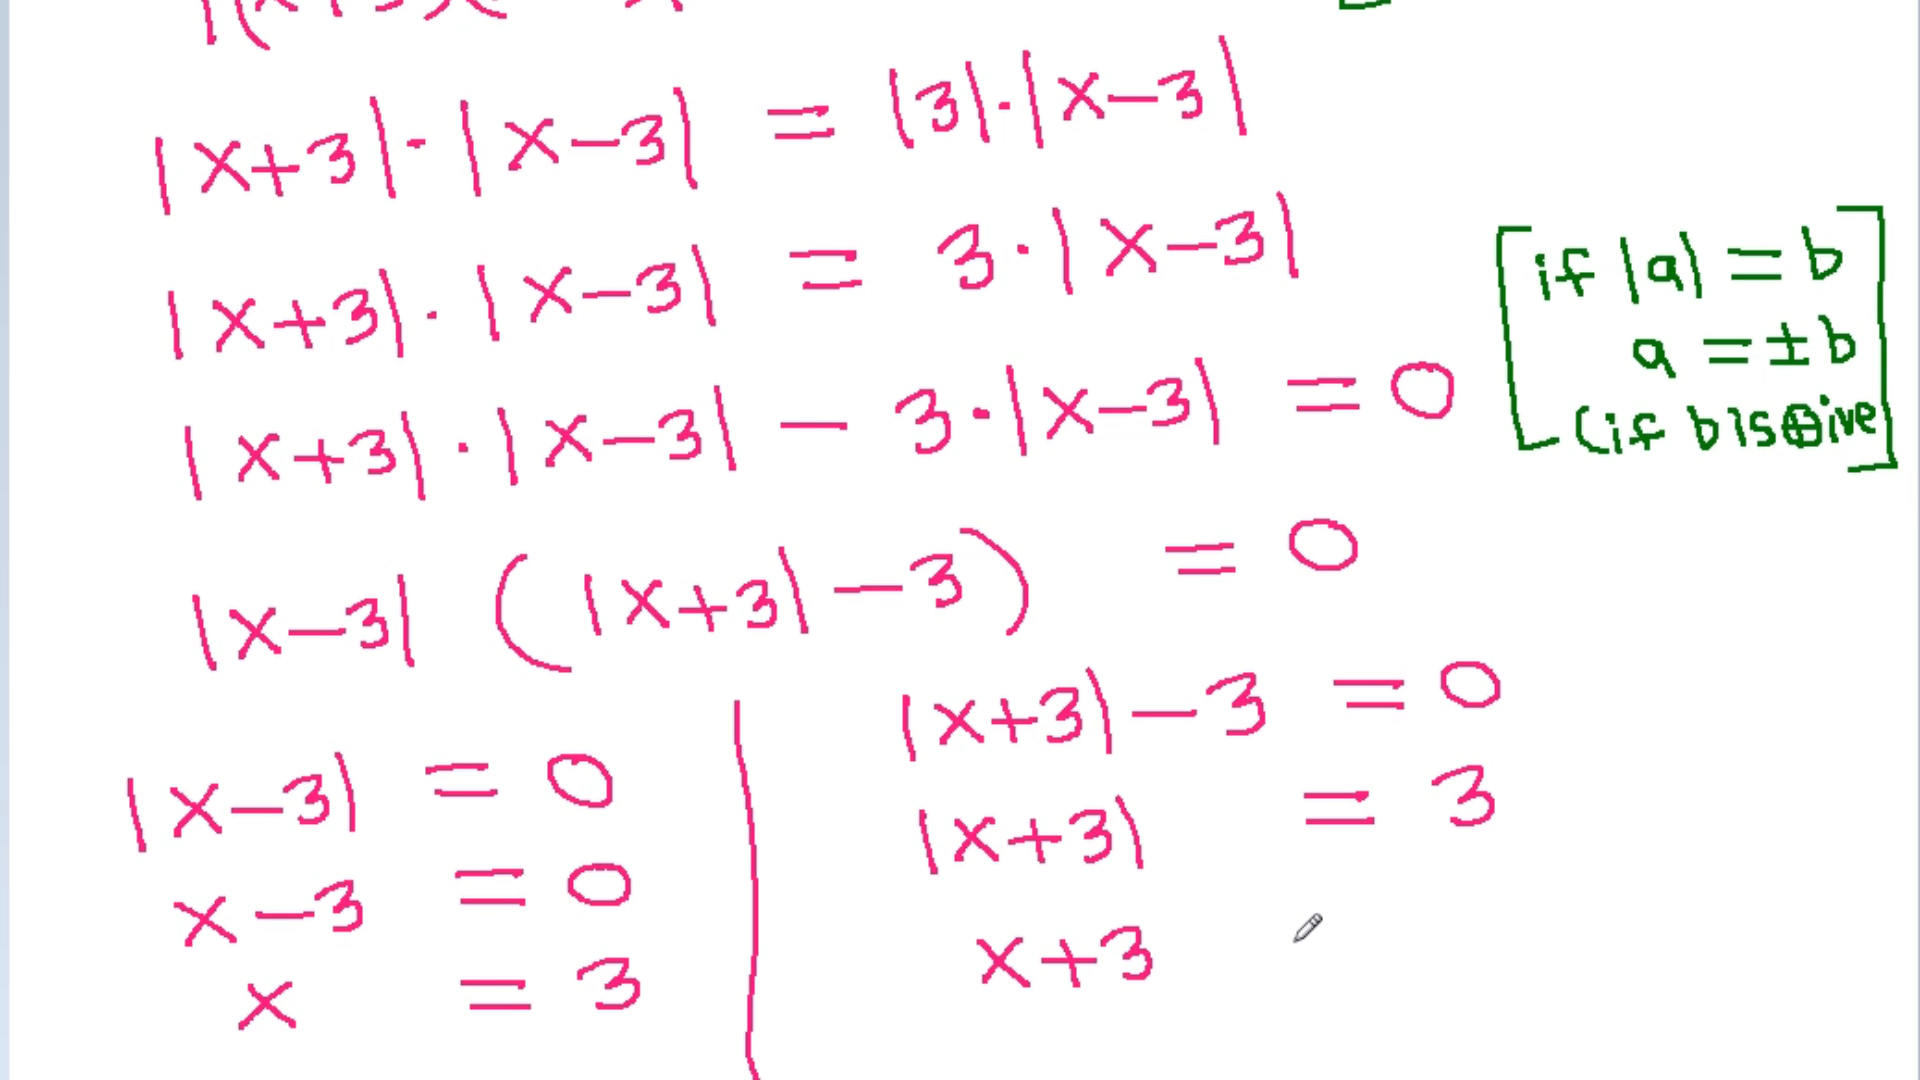 |x+3|·|x-3| = |3|·|x-3|
|x+3|·|x-3| = 3·|x-3|
|x+3|·|x-3| - 3·|x-3| = 0
|x-3| (|x+3|-3) = 0
|x-3| = 0
x-3 = 0
x = 3
|x+3|-3 = 0
|x+3| = 3
x+3
[if |a| = b
a = ±b
(if b is ⊕ive]